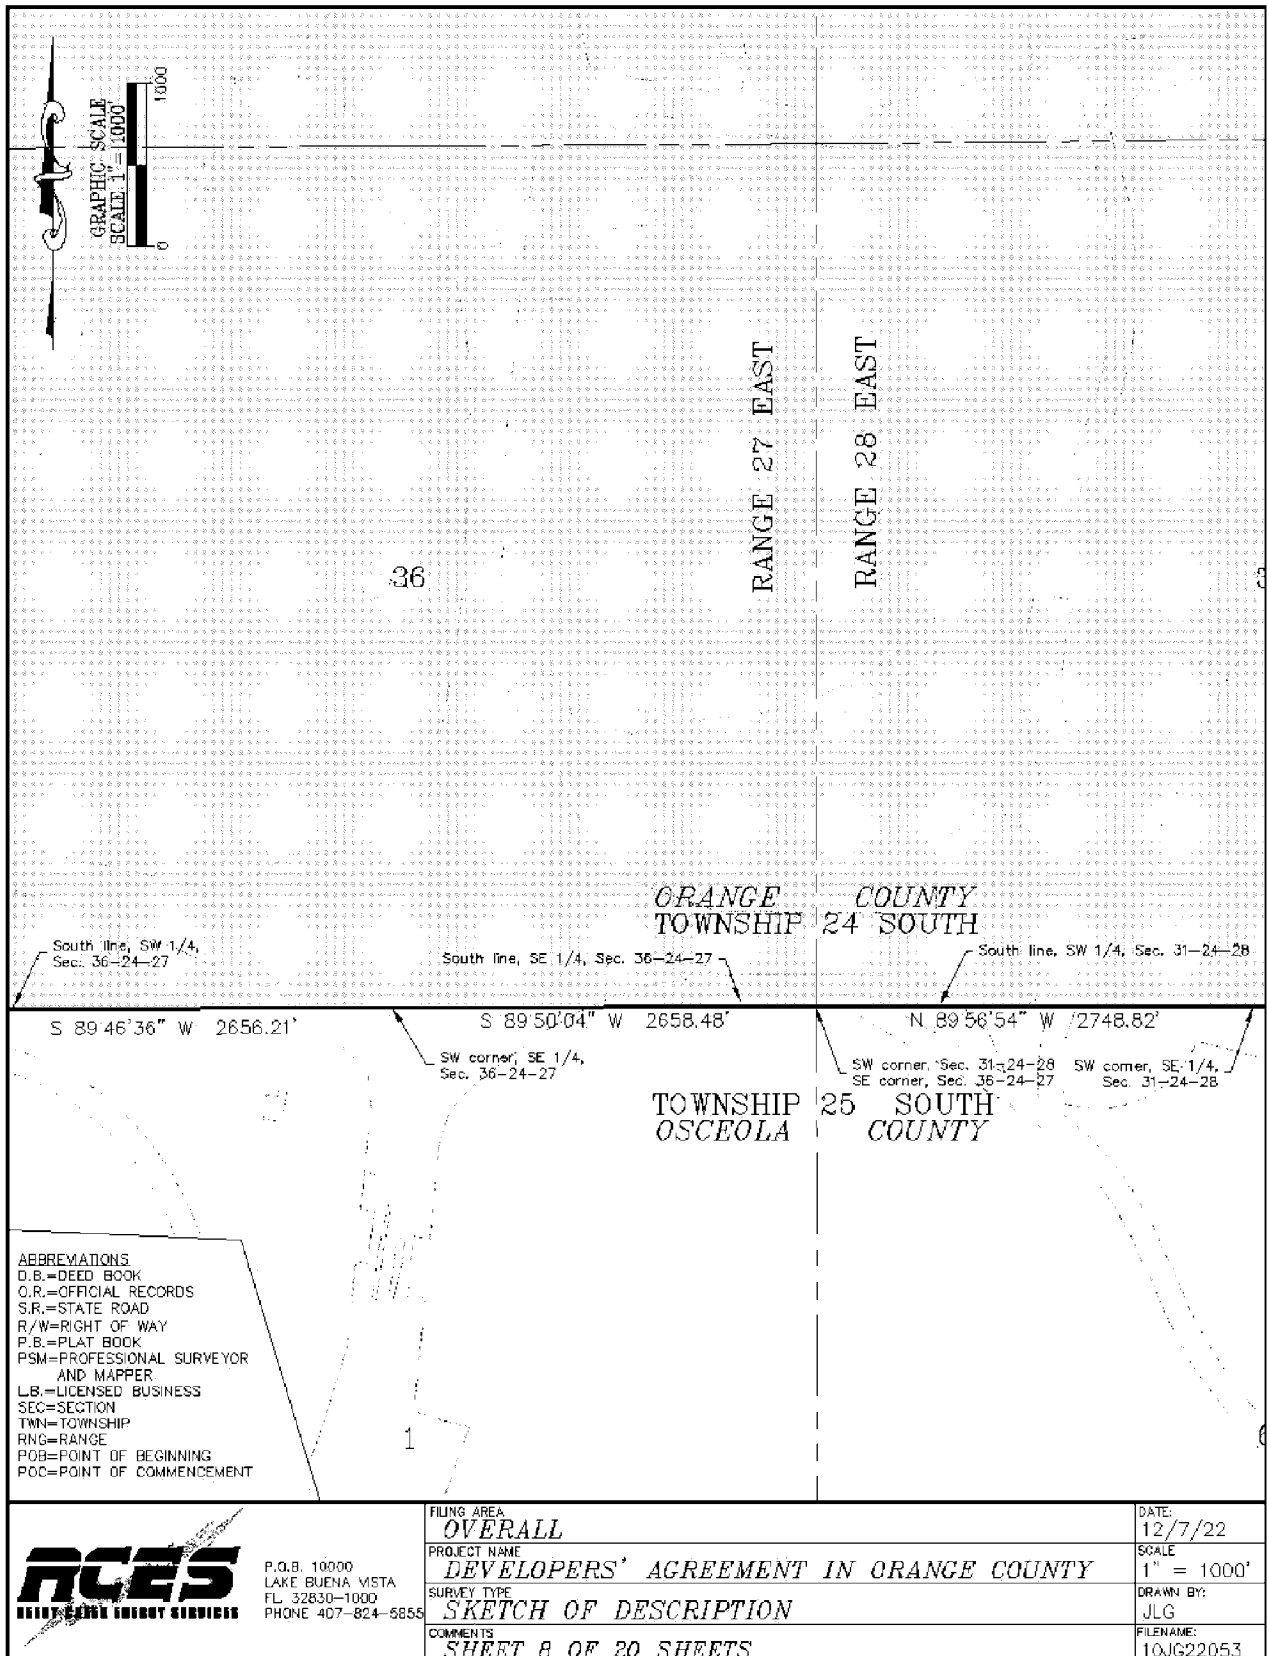 GRAPHIC SCALE
SCALE 1" = 1000'
0
1000
RANGE 27 EAST
RANGE 28 EAST
36
ORANGE COUNTY
TOWNSHIP 24 SOUTH
South line, SW 1/4,
Sec. 36-24-27
South line, SE 1/4, Sec. 36-24-27
South line, SW 1/4, Sec. 31-24-28
S 89°46'36" W 2656.21'
S 89°50'04" W 2658.48'
N 89°56'54" W 2748.82'
SW corner, SE 1/4,
Sec. 36-24-27
SW corner, Sec. 31-24-28
SE corner, Sec. 36-24-27
SW corner, SE 1/4,
Sec. 31-24-28
TOWNSHIP 25 SOUTH
OSCEOLA COUNTY
ABBREVIATIONS
D.B.=DEED BOOK
O.R.=OFFICIAL RECORDS
S.R.=STATE ROAD
R/W=RIGHT OF WAY
P.B.=PLAT BOOK
PSM=PROFESSIONAL SURVEYOR
AND MAPPER
L.B.=LICENSED BUSINESS
SEC=SECTION
TWN=TOWNSHIP
RNG=RANGE
POB=POINT OF BEGINNING
POC=POINT OF COMMENCEMENT
1
RCES
REEDY CREEK ENERGY SERVICES
P.O.B. 10000
LAKE BUENA VISTA
FL 32830-1000
PHONE 407-824-5855
FILING AREA
OVERALL
PROJECT NAME
DEVELOPERS' AGREEMENT IN ORANGE COUNTY
SURVEY TYPE
SKETCH OF DESCRIPTION
COMMENTS
SHEET 8 OF 20 SHEETS
DATE:
12/7/22
SCALE
1" = 1000'
DRAWN BY:
JLG
FILENAME:
10JG22053